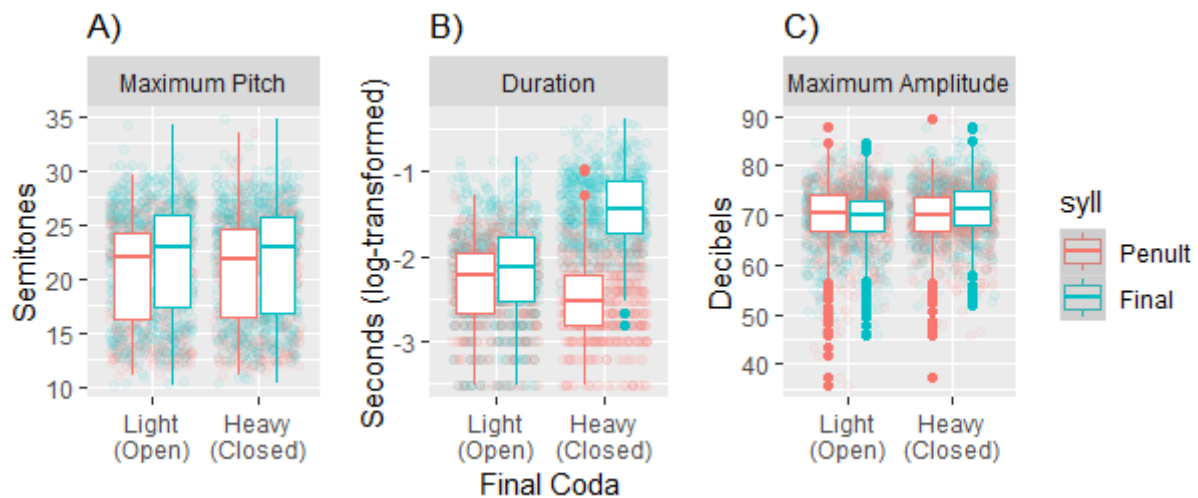 A)
Maximum Pitch
Semitones
35
30
25
20
15
10
Light
(Open)
Heavy
(Closed)
B)
Duration
Seconds (log-transformed)
-1
-2
-3
Light
(Open)
Heavy
(Closed)
Final Coda
C)
Maximum Amplitude
Decibels
90
80
70
60
50
40
Light
(Open)
Heavy
(Closed)
syll
Penult
Final